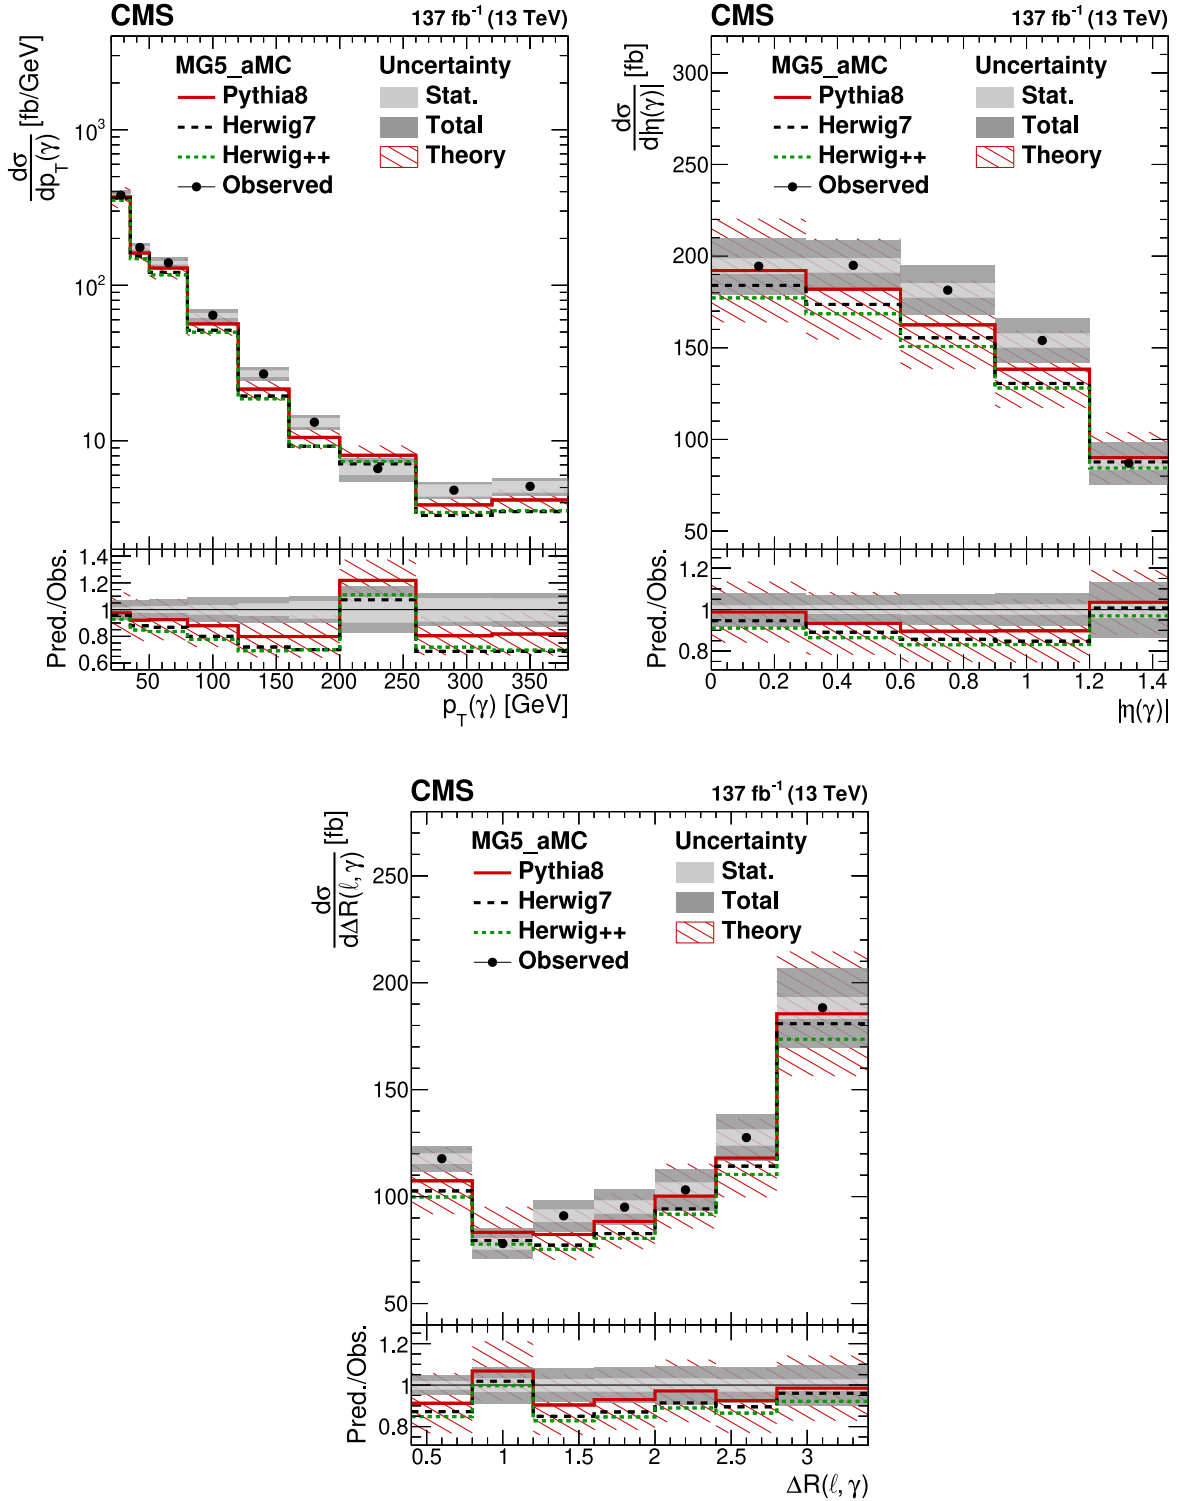 CMS 137 fb⁻¹ (13 TeV)
dσ/dp_T(γ) [fb/GeV]
MG5_aMC Uncertainty
Pythia8 Stat.
Herwig7 Total
Herwig++ Theory
Observed
10³
10²
10
Pred./Obs.
1.4
1.2
1.0
0.8
0.6
50 100 150 200 250 300 350
p_T(γ) [GeV]
CMS 137 fb⁻¹ (13 TeV)
dσ/d|η(γ)| [fb]
MG5_aMC Uncertainty
Pythia8 Stat.
Herwig7 Total
Herwig++ Theory
Observed
300
250
200
150
100
50
Pred./Obs.
1.2
1
0.8
0 0.2 0.4 0.6 0.8 1 1.2 1.4
|η(γ)|
CMS 137 fb⁻¹ (13 TeV)
dσ/dΔR(ℓ, γ) [fb]
MG5_aMC Uncertainty
Pythia8 Stat.
Herwig7 Total
Herwig++ Theory
Observed
250
200
150
100
50
Pred./Obs.
1.2
1
0.8
0.5 1 1.5 2 2.5 3
ΔR(ℓ, γ)